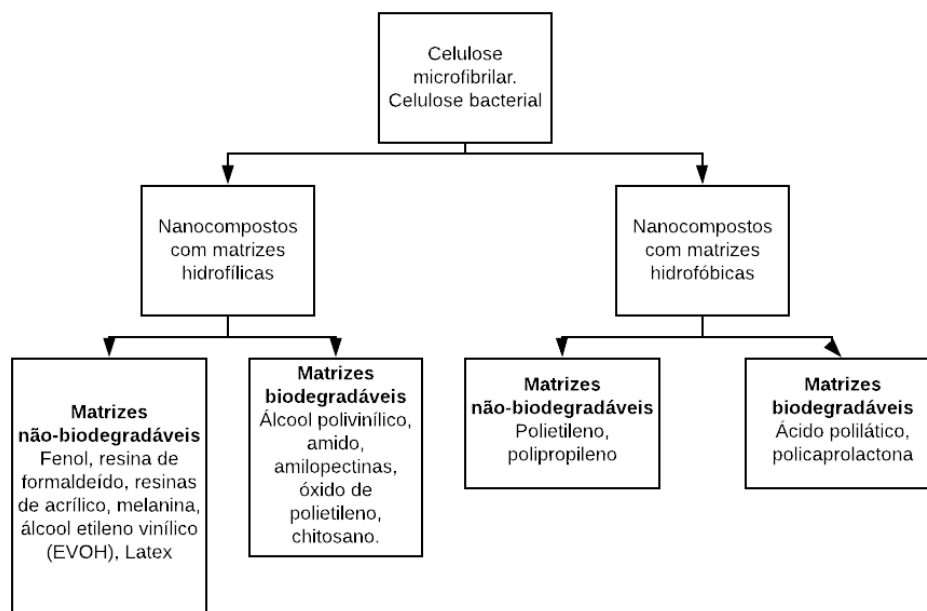 Celulose
microfibrilar.
Celulose bacterial
Nanocompostos
com matrizes
hidrofílicas
Nanocompostos
com matrizes
hidrofóbicas
Matrizes
não-biodegradáveis
Fenol, resina de
formaldeído, resinas
de acrílico, melanina,
álcool etileno vinílico
(EVOH), Latex
Matrizes
biodegradáveis
Álcool polivinílico,
amido,
amilopectinas,
óxido de
polietileno,
chitosano.
Matrizes
não-biodegradáveis
Polietileno,
polipropileno
Matrizes
biodegradáveis
Ácido polilático,
policaprolactona